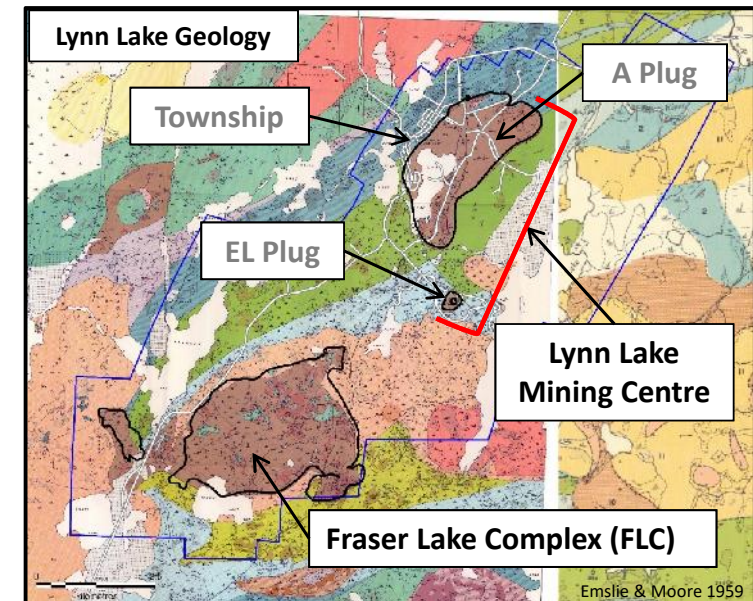 Lynn Lake Geology
A Plug
Township
EL Plug
Lynn Lake
Mining Centre
Fraser Lake Complex (FLC)
Emslie & Moore 1959